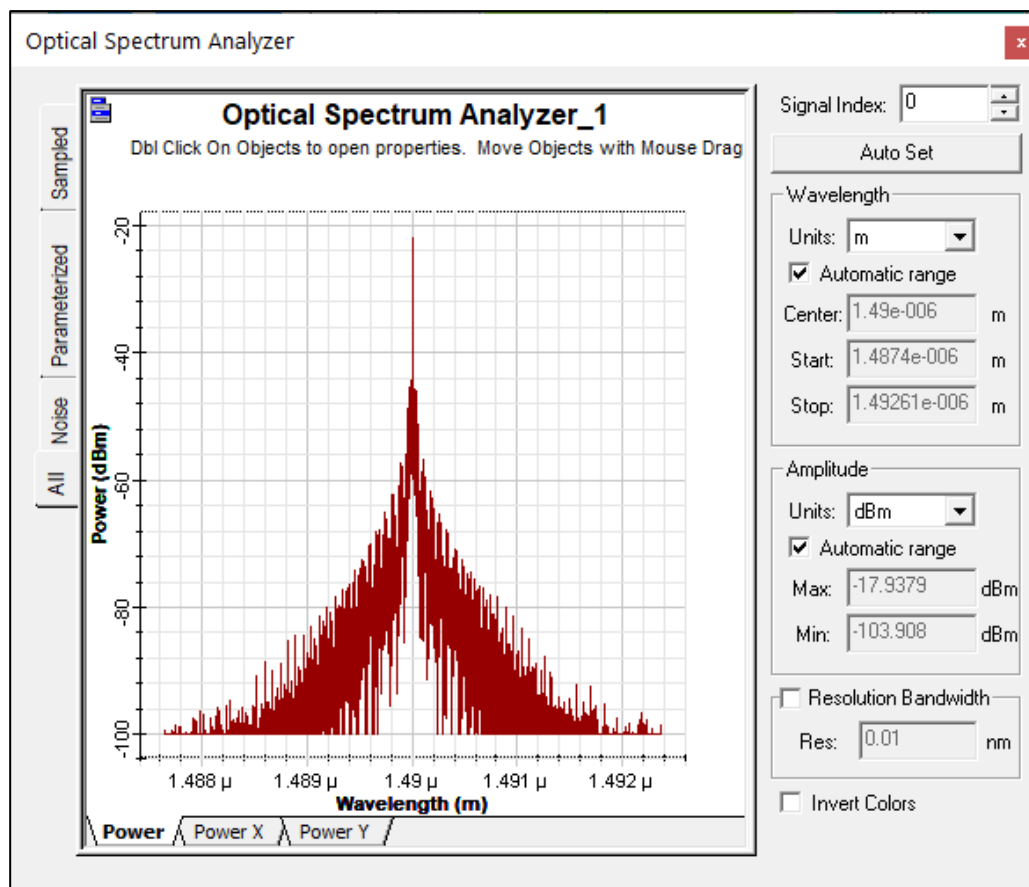 Optical Spectrum Analyzer
x
Sampled
Parameterized
Noise
All
Optical Spectrum Analyzer_1
Dbl Click On Objects to open properties.  Move Objects with Mouse Drag
Power (dBm)
-20
-40
-60
-80
-100
1.488 µ 1.489 µ 1.49 µ 1.491 µ 1.492 µ
Wavelength (m)
Power Power X Power Y
Signal Index: 0
Auto Set
Wavelength
Units: m
Automatic range
Center: 1.49e-006 m
Start: 1.4874e-006 m
Stop: 1.49261e-006 m
Amplitude
Units: dBm
Automatic range
Max: -17.9379 dBm
Min: -103.908 dBm
Resolution Bandwidth
Res: 0.01 nm
Invert Colors